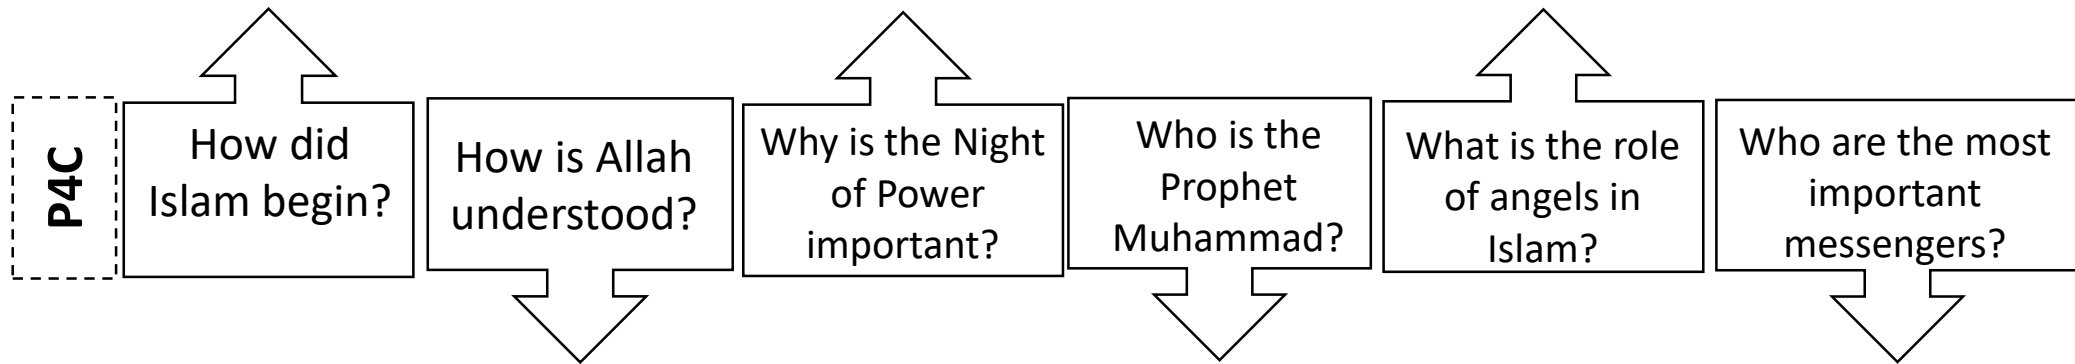 P4C
How did
Islam begin?
How is Allah
understood?
Why is the Night
of Power
important?
Who is the
Prophet
Muhammad?
What is the role
of angels in
Islam?
Who are the most
important
messengers?